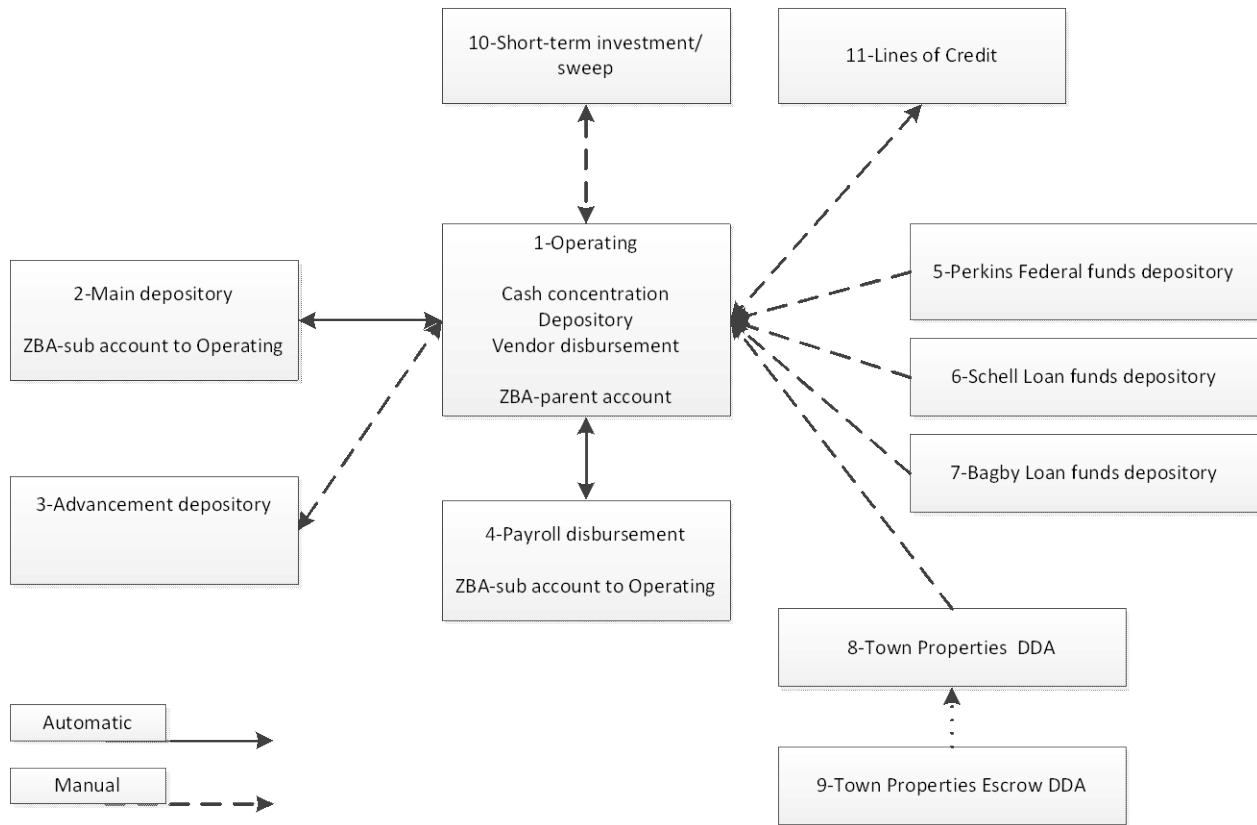 10-Short-term investment/
sweep
11-Lines of Credit
1-Operating
Cash concentration
Depository
Vendor disbursement
ZBA-parent account
2-Main depository
ZBA-sub account to Operating
5-Perkins Federal funds depository
6-Schell Loan funds depository
7-Bagby Loan funds depository
3-Advancement depository
4-Payroll disbursement
ZBA-sub account to Operating
8-Town Properties  DDA
9-Town Properties Escrow DDA
Automatic
Manual